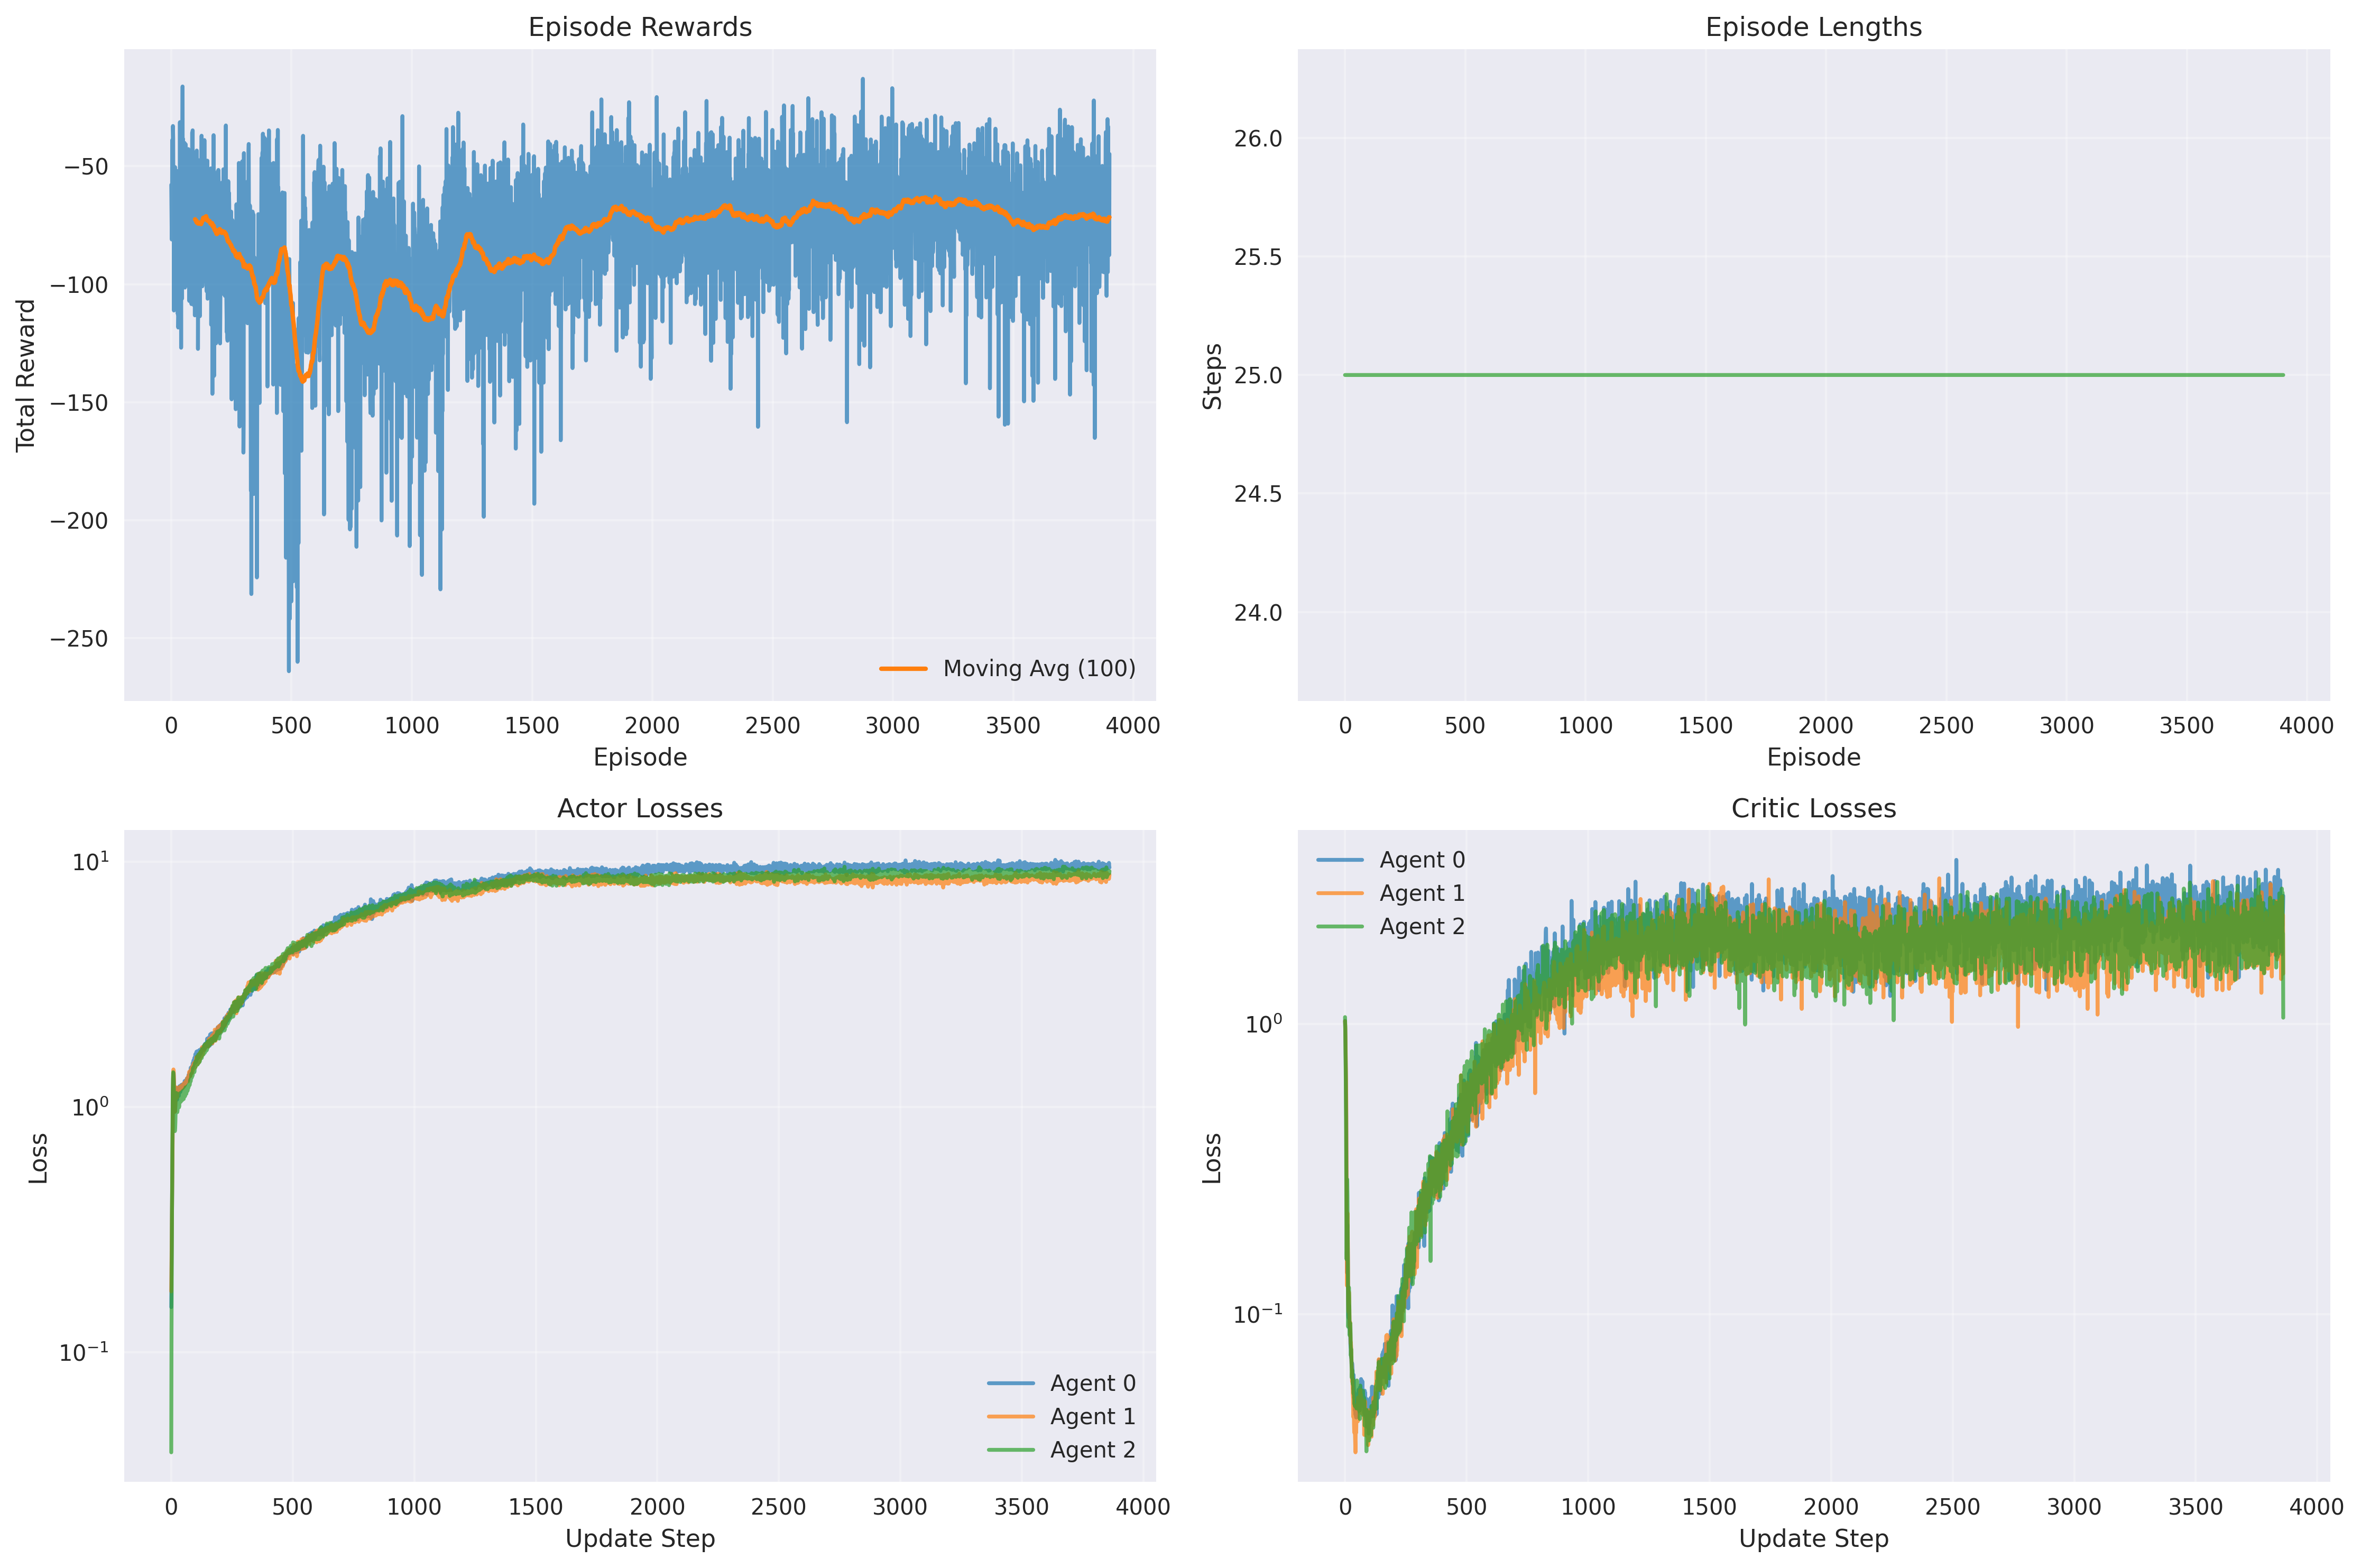 Episode Rewards
Total Reward
−50
−100
−150
−200
−250
Moving Avg (100)
0 500 1000 1500 2000 2500 3000 3500 4000
Episode
Episode Lengths
Steps
26.0
25.5
25.0
24.5
24.0
0 500 1000 1500 2000 2500 3000 3500 4000
Episode
Actor Losses
Loss
10¹
10⁰
10⁻¹
Agent 0
Agent 1
Agent 2
0 500 1000 1500 2000 2500 3000 3500 4000
Update Step
Critic Losses
Loss
Agent 0
Agent 1
Agent 2
10⁰
10⁻¹
0 500 1000 1500 2000 2500 3000 3500 4000
Update Step